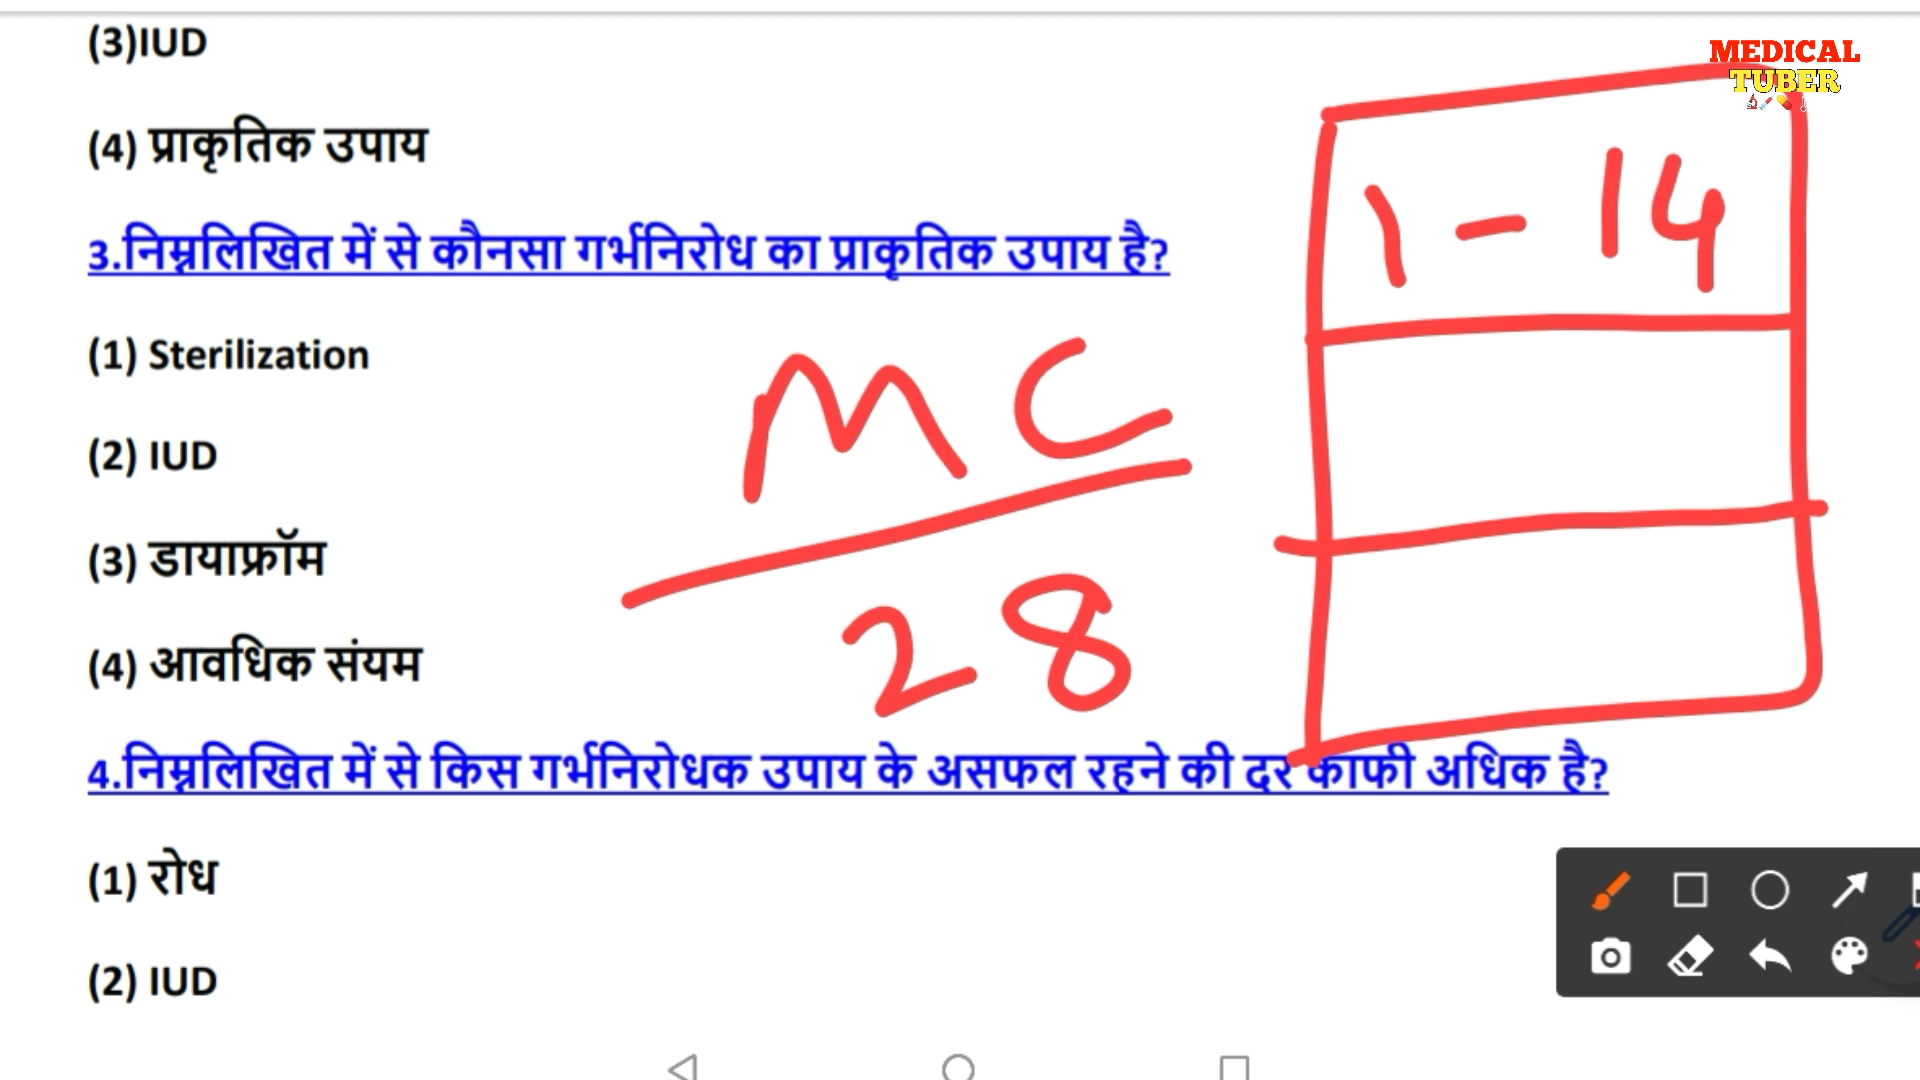 (3)IUD
MEDICAL
TUBER
(4) प्राकृतिक उपाय
1 - 14
3.निम्नलिखित में से कौनसा गर्भनिरोध का प्राकृतिक उपाय है?
(1) Sterilization
MC
(2) IUD
(3) डायाफ्रॉम
28
(4) आवधिक संयम
4.निम्नलिखित में से किस गर्भनिरोधक उपाय के असफल रहने की दर काफी अधिक है?
(1) रोध
(2) IUD